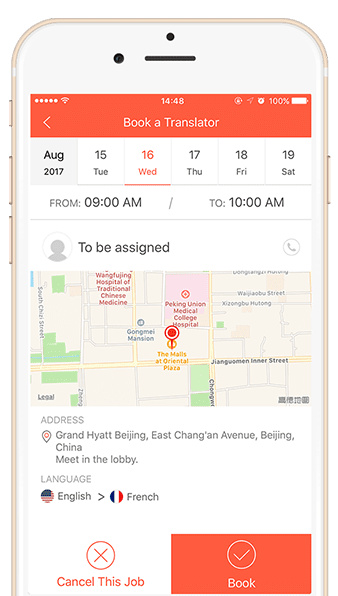 14:48
100%
Book a Translator
Aug 15 16 17 18 19
2017 Tue Wed Thu Fri Sat
FROM: 09:00 AM / TO: 10:00 AM
To be assigned
Wangfujing
Hospital of
Traditional
Chinese
Medicine
Dengtangzi Hutong
South Chizi Street
Peking Union
Medical
College
Hospital
Waijiaobu Street
Xizongbu Hutong
Gongmei
Mansion
The Malls
at Oriental
Plaza
Jianguomen Inner Street
Legal
高德地图
ADDRESS
Grand Hyatt Beijing, East Chang'an Avenue, Beijing,
China
Meet in the lobby.
LANGUAGE
English > French
Cancel This Job
Book